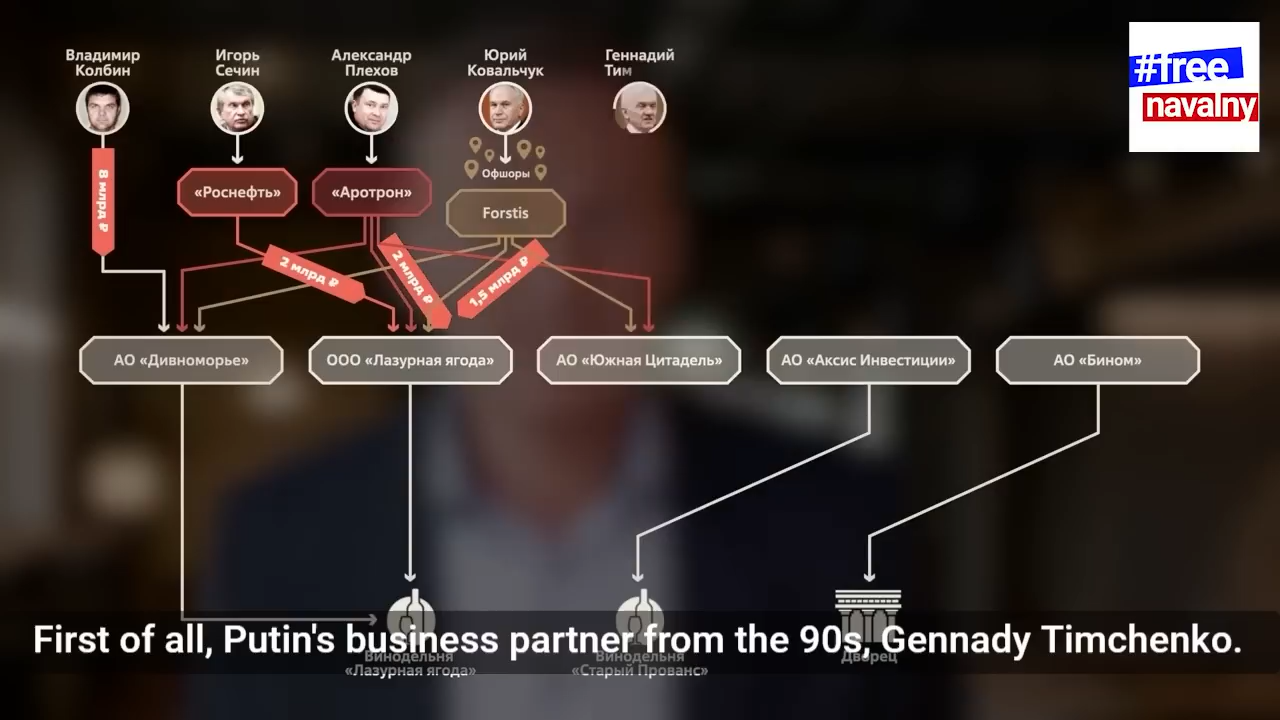 Владимир
Колбин
Игорь
Сечин
Александр
Плехов
Юрий
Ковальчук
Геннадий
Тим
#free
navalny
8 млрд ₽
«Роснефть»
«Аротрон»
Офшоры
Forstis
2 млрд ₽
2 млрд ₽
1,5 млрд ₽
АО «Дивноморье»
ООО «Лазурная ягода»
АО «Южная Цитадель»
АО «Аксис Инвестиции»
АО «Бином»
First of all, Putin's business partner from the 90s, Gennady Timchenko.
Винодельня
«Лазурная ягода»
Винодельня
«Старый Прованс»
Дворец